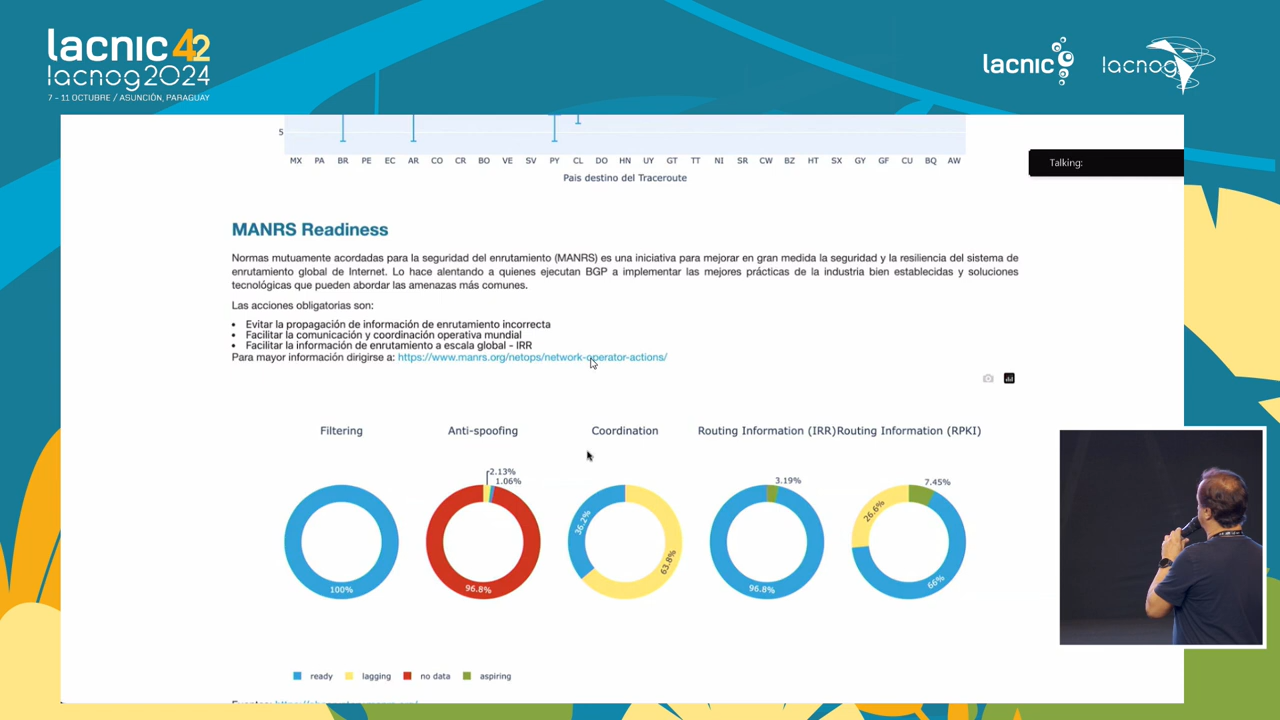 lacnic 42
lacnog2024
7 - 11 OCTUBRE / ASUNCIÓN, PARAGUAY
lacnic
lacnog
5
MX PA BR PE EC AR CO CR BO VE SV PY CL DO HN UY GT TT NI SR CW BZ HT SX GY GF CU BQ AW
País destino del Traceroute
Talking:
MANRS Readiness
Normas mutuamente acordadas para la seguridad del enrutamiento (MANRS) es una iniciativa para mejorar en gran medida la seguridad y la resiliencia del sistema de
enrutamiento global de Internet. Lo hace alentando a quienes ejecutan BGP a implementar las mejores prácticas de la industria bien establecidas y soluciones
tecnológicas que pueden abordar las amenazas más comunes.
Las acciones obligatorias son:
• Evitar la propagación de información de enrutamiento incorrecta
• Facilitar la comunicación y coordinación operativa mundial
• Facilitar la información de enrutamiento a escala global - IRR
Para mayor información dirigirse a: https://www.manrs.org/netops/network-operator-actions/
Filtering Anti-spoofing Coordination Routing Information (IRR) Routing Information (RPKI)
100%
2.13%
1.06%
96.8%
36.2%
63.8%
3.19%
96.8%
7.45%
26.6%
66%
ready lagging no data aspiring